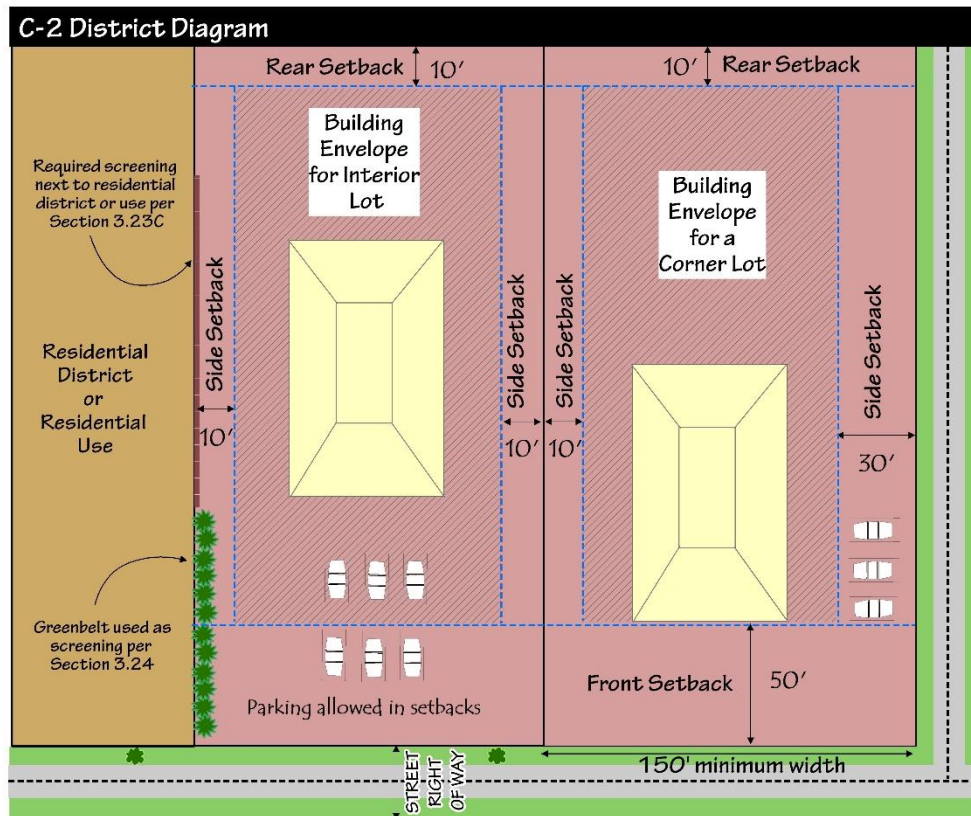 C-2 District Diagram
Rear Setback 10'
10' Rear Setback
Building
Envelope
for Interior
Lot
Building
Envelope
for a
Corner Lot
Required screening
next to residential
district or use per
Section 3.23C
Side Setback
Side Setback
Side Setback
Side Setback
Residential
District
or
Residential
Use
10'
10'
10'
30'
Greenbelt used as
screening per
Section 3.24
Front Setback
50'
Parking allowed in setbacks
STREET
RIGHT
OF WAY
150' minimum width